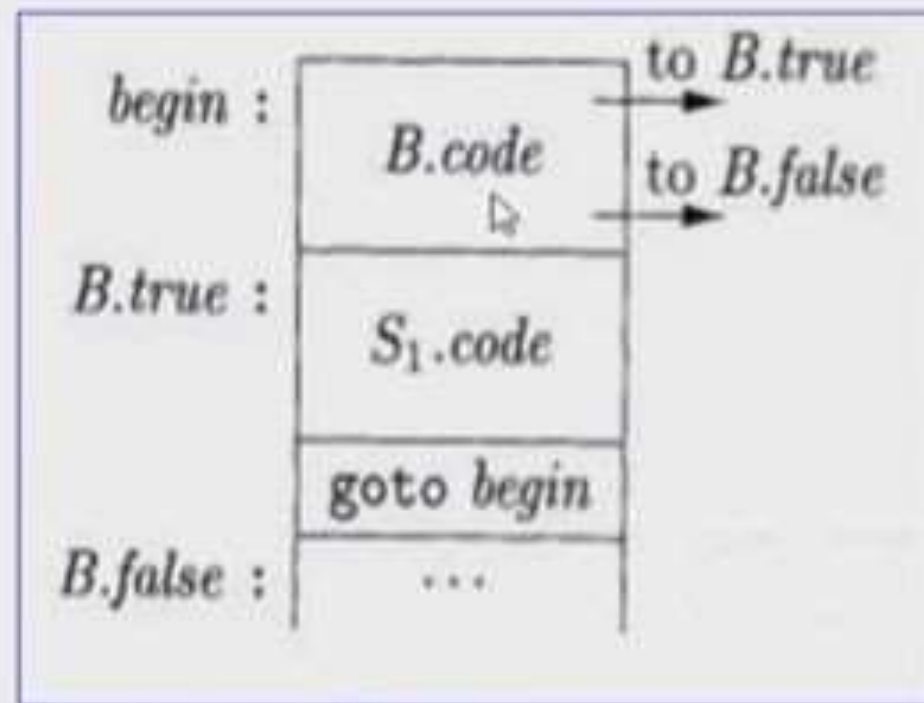 to B.true
begin :
B.code
to B.false
B.true :
S₁.code
goto begin
B.false : ...